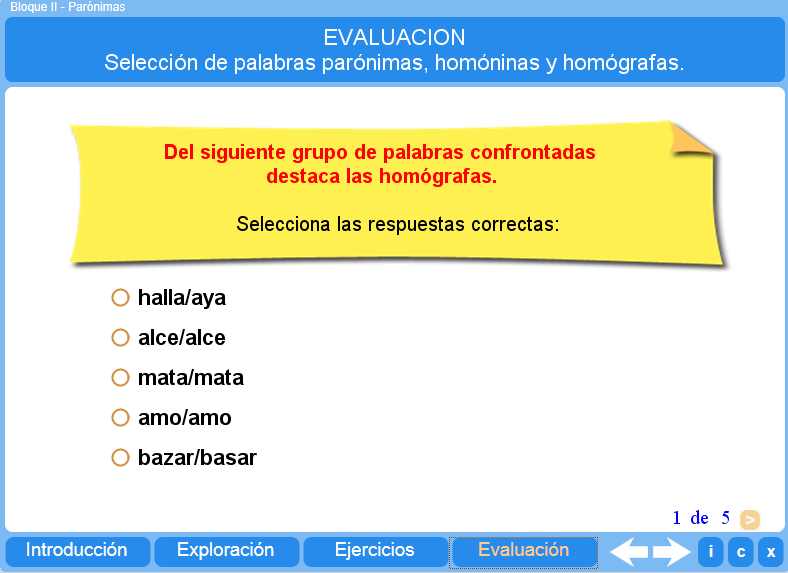 Bloque II - Parónimas
EVALUACION
Selección de palabras parónimas, homóninas y homógrafas.
Del siguiente grupo de palabras confrontadas
destaca las homógrafas.
Selecciona las respuestas correctas:
halla/aya
alce/alce
mata/mata
amo/amo
bazar/basar
1 de 5 >
Introducción Exploración Ejercicios Evaluación i c x